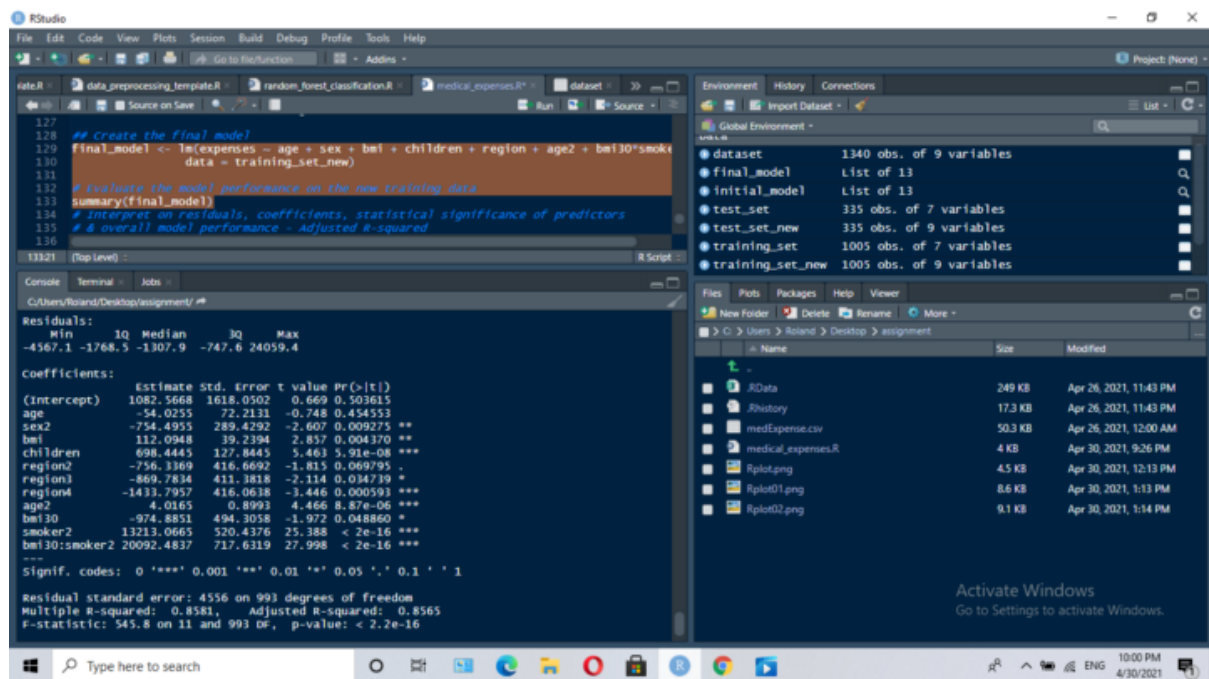 RStudio
File Edit Code View Plots Session Build Debug Profile Tools Help
Go to file/function Addins Project: (None)
data_preprocessing_template.R random_forest_classification.R medical_expenses.R* dataset
Source on Save Run Source
127
128 ## Create the final model
129 final_model <- lm(expenses ~ age + sex + bmi + children + region + age2 + bmi30*smoke
130 data = training_set_new)
131
132 # Evaluate the model performance on the new training data
133 summary(final_model)
134 # Interpret on residuals, coefficients, statistical significance of predictors
135 # & overall model performance - Adjusted R-squared
136
133:21 (Top Level) R Script
Console Terminal Jobs
C:/Users/Roland/Desktop/assignment/
Residuals:
Min 1Q Median 3Q Max
-4567.1 -1768.5 -1307.9 -747.6 24059.4
Coefficients:
Estimate Std. Error t value Pr(>|t|)
(Intercept) 1082.5668 1618.0502 0.669 0.503615
age -54.0255 72.2131 -0.748 0.454553
sex2 -754.4955 289.4292 -2.607 0.009275 **
bmi 112.0948 39.2394 2.857 0.004370 **
children 698.4445 127.8445 5.463 5.91e-08 ***
region2 -756.3369 416.6692 -1.815 0.069795 .
region3 -869.7834 411.3818 -2.114 0.034739 *
region4 -1433.7957 416.0638 -3.446 0.000593 ***
age2 4.0165 0.8993 4.466 8.87e-06 ***
bmi30 -974.8851 494.3058 -1.972 0.048860 *
smoker2 13213.0665 520.4376 25.388 < 2e-16 ***
bmi30:smoker2 20092.4837 717.6319 27.998 < 2e-16 ***
---
Signif. codes: 0 '***' 0.001 '**' 0.01 '*' 0.05 '.' 0.1 ' ' 1
Residual standard error: 4556 on 993 degrees of freedom
Multiple R-squared: 0.8581, Adjusted R-squared: 0.8565
F-statistic: 545.8 on 11 and 993 DF, p-value: < 2.2e-16
Environment History Connections
Import Dataset List
Global Environment
Data
dataset 1340 obs. of 9 variables
final_model List of 13
initial_model List of 13
test_set 335 obs. of 7 variables
test_set_new 335 obs. of 9 variables
training_set 1005 obs. of 7 variables
training_set_new 1005 obs. of 9 variables
Files Plots Packages Help Viewer
New Folder Delete Rename More
C: > Users > Roland > Desktop > assignment
Name Size Modified
..
.RData 249 KB Apr 26, 2021, 11:43 PM
.Rhistory 17.3 KB Apr 26, 2021, 11:43 PM
medExpense.csv 50.3 KB Apr 26, 2021, 12:00 AM
medical_expenses.R 4 KB Apr 30, 2021, 9:26 PM
Rplot.png 4.5 KB Apr 30, 2021, 12:13 PM
Rplot01.png 8.6 KB Apr 30, 2021, 1:13 PM
Rplot02.png 9.1 KB Apr 30, 2021, 1:14 PM
Activate Windows
Go to Settings to activate Windows.
Type here to search
ENG
10:00 PM
4/30/2021